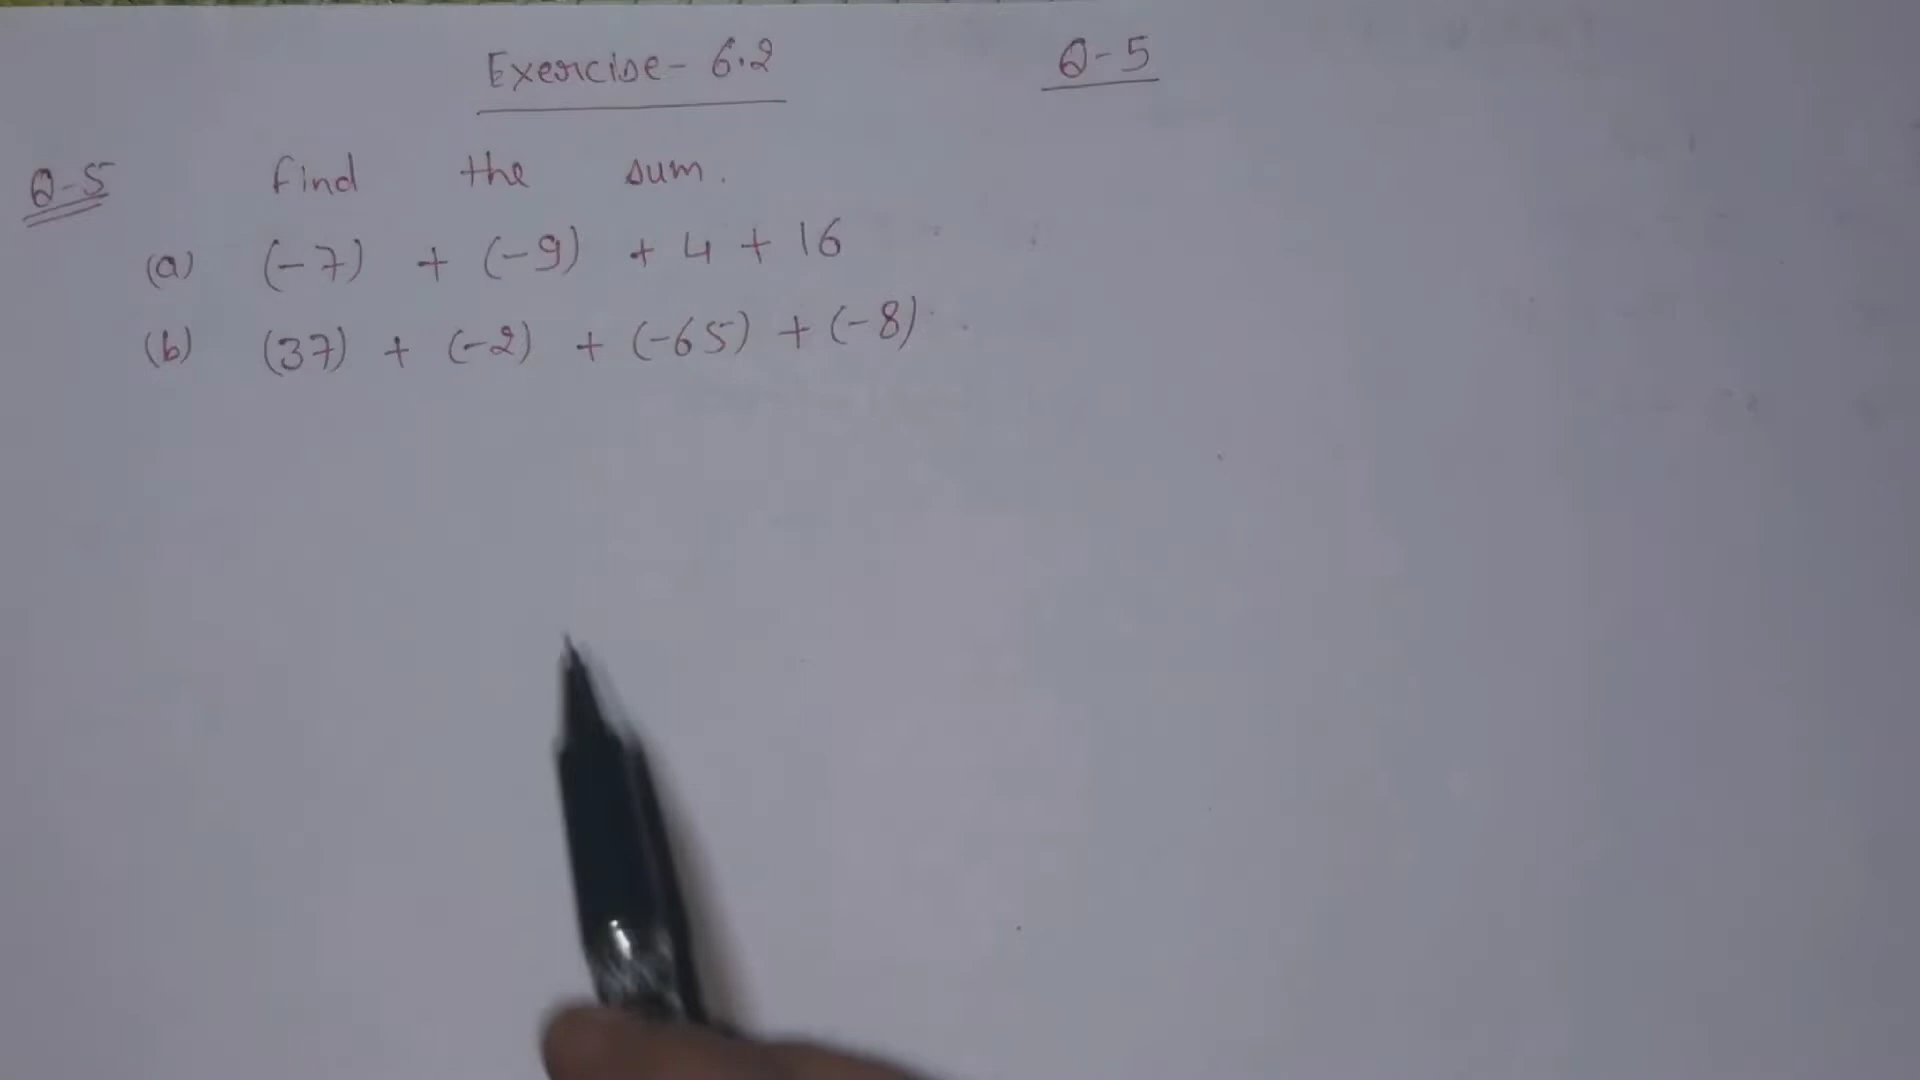 Exercise- 6.2 Q-5
Q-5 find the sum.
(a) (-7) + (-9) + 4 + 16
(b) (37) + (-2) + (-65) + (-8)